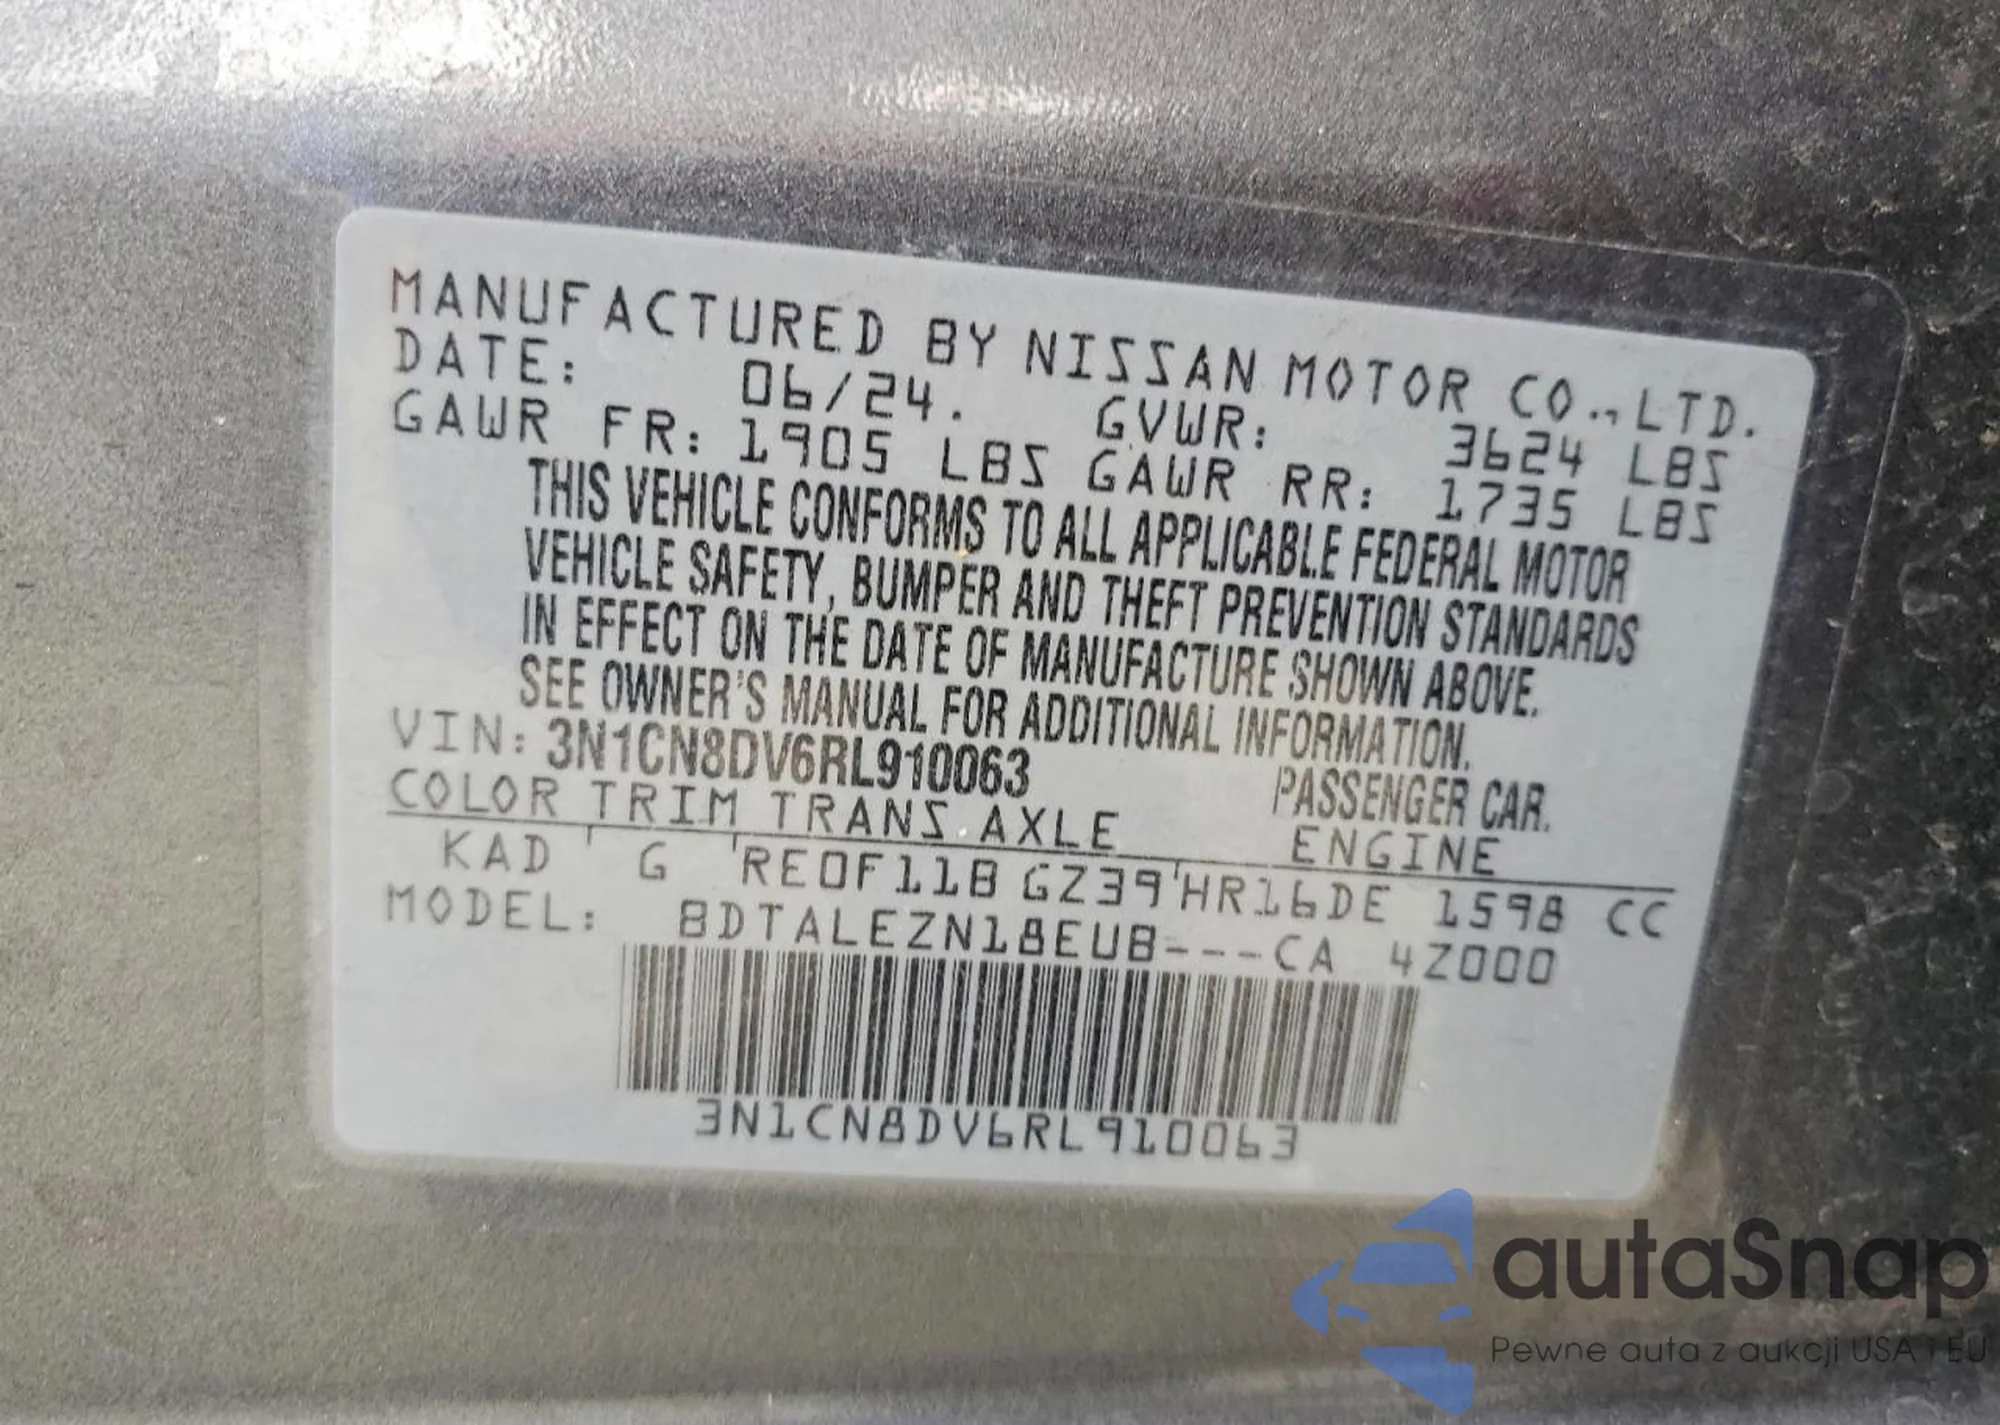 MANUFACTURED BY NISSAN MOTOR CO.,LTD.
DATE: 06/24. GVWR: 3624 LBS
GAWR FR: 1905 LBS GAWR RR: 1735 LBS
THIS VEHICLE CONFORMS TO ALL APPLICABLE FEDERAL MOTOR
VEHICLE SAFETY, BUMPER AND THEFT PREVENTION STANDARDS
IN EFFECT ON THE DATE OF MANUFACTURE SHOWN ABOVE.
SEE OWNER'S MANUAL FOR ADDITIONAL INFORMATION.
VIN: 3N1CN8DV6RL910063 PASSENGER CAR.
COLOR TRIM TRANS AXLE ENGINE
KAD G RE0F11B GZ39 HR16DE 1598 CC
MODEL: BDTALEZN18EUB---CA 4Z000
3N1CN8DV6RL910063
autaSnap
Pewne auta z aukcji USA i EU